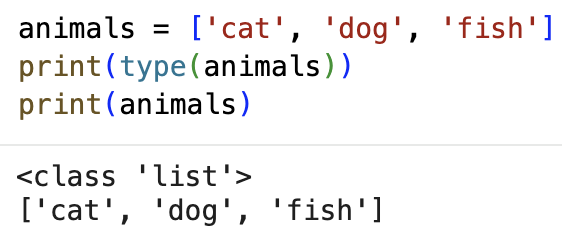 animals = ['cat', 'dog', 'fish']
print(type(animals))
print(animals)
<class 'list'>
['cat', 'dog', 'fish']